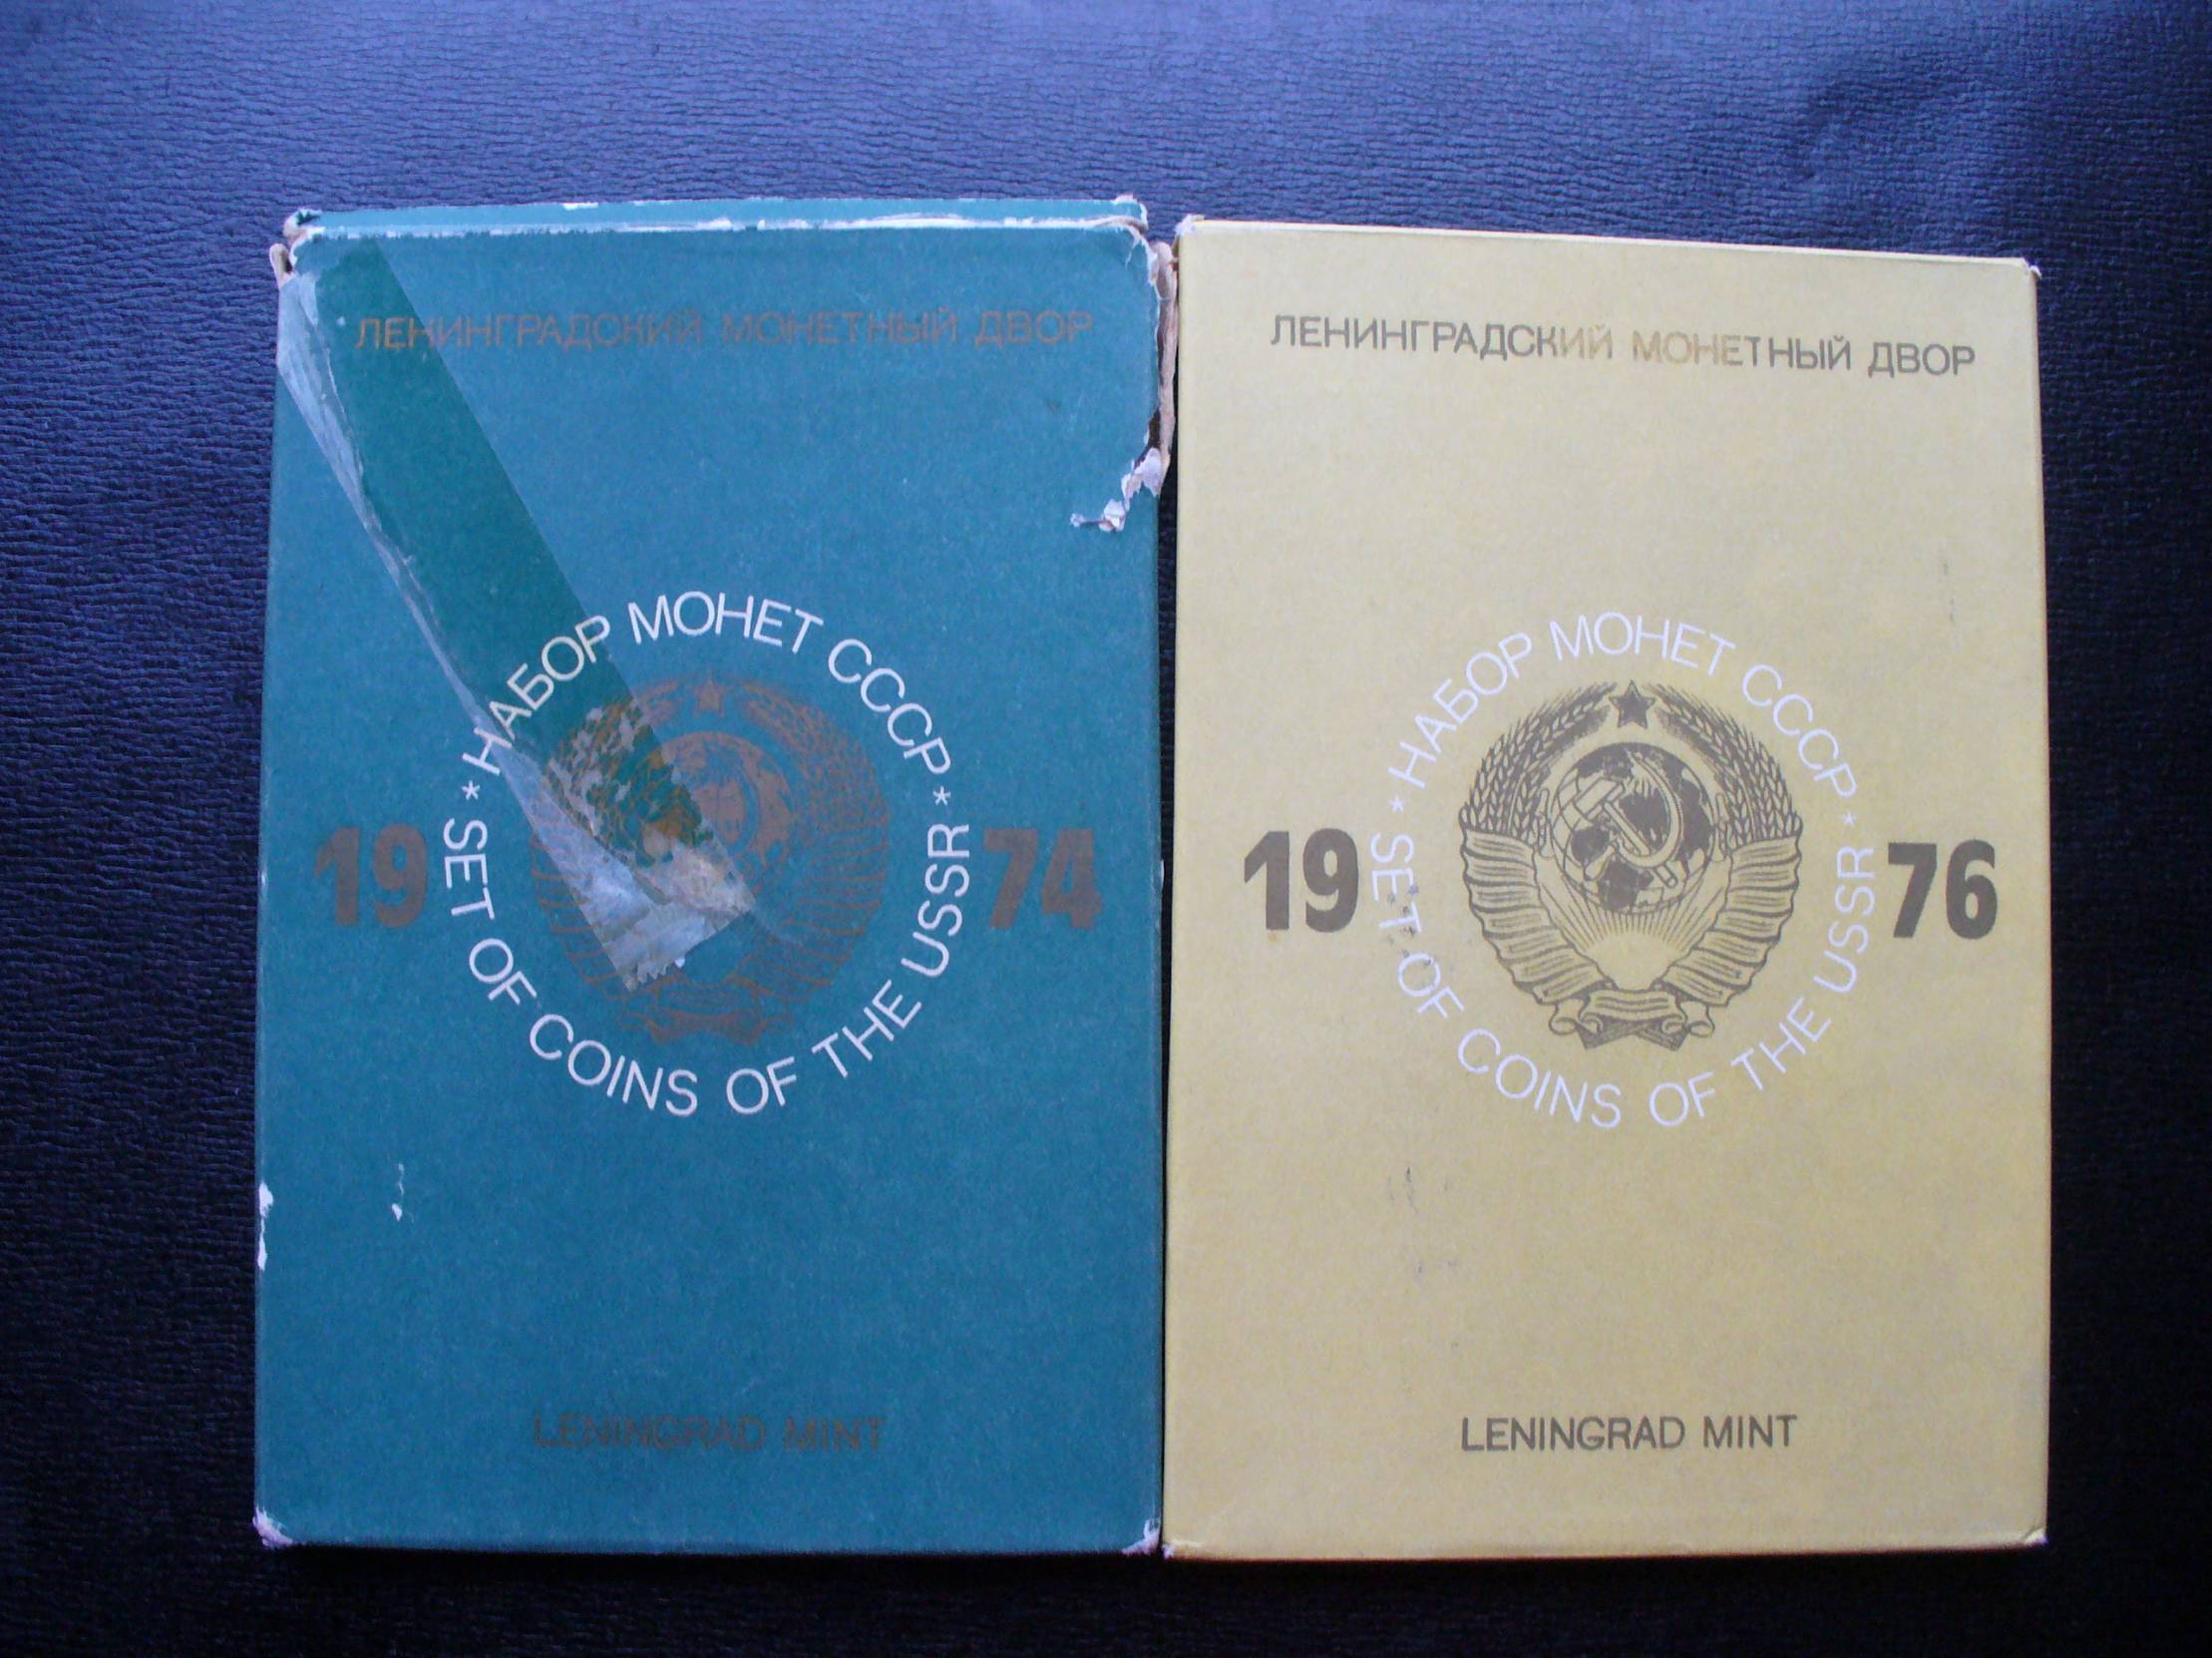 ЛЕНИНГРАДСКИЙ МОНЕТНЫЙ ДВОР
* НАБОР МОНЕТ СССР *
19 74
SET OF COINS OF THE USSR
LENINGRAD MINT
ЛЕНИНГРАДСКИЙ МОНЕТНЫЙ ДВОР
* НАБОР МОНЕТ СССР *
19 76
SET OF COINS OF THE USSR
LENINGRAD MINT